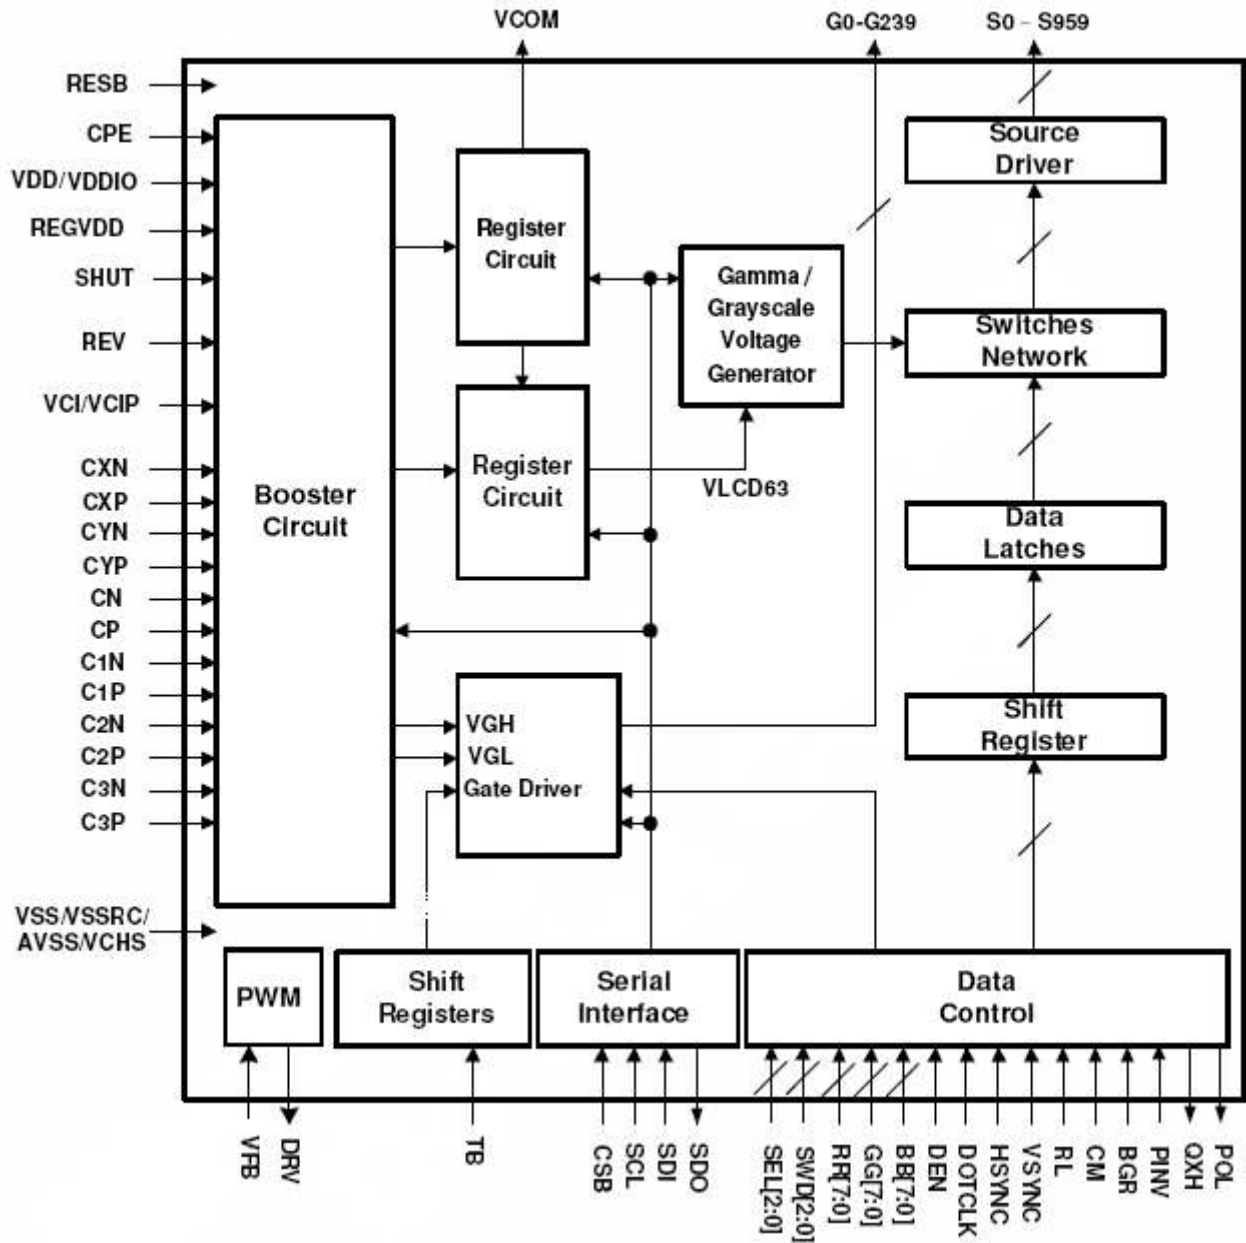 VCOM
G0-G239
S0 - S959
RESB
CPE
VDD/VDDIO
REGVDD
SHUT
REV
VCI/VCIP
CXN
CXP
CYN
CYP
CN
CP
C1N
C1P
C2N
C2P
C3N
C3P
VSS/VSSRC/
AVSS/VCHS
Booster
Circuit
Register
Circuit
Register
Circuit
Gamma /
Grayscale
Voltage
Generator
VLCD63
VGH
VGL
Gate Driver
Source
Driver
Switches
Network
Data
Latches
Shift
Register
PWM
Shift
Registers
Serial
Interface
Data
Control
VFB
DRV
TB
CSB
SCL
SDI
SDO
SEL[2:0]
SWD[2:0]
RR[7:0]
GG[7:0]
BB[7:0]
DEN
DOTCLK
HSYNC
VSYNC
RL
CM
BGR
PINV
QXH
POL